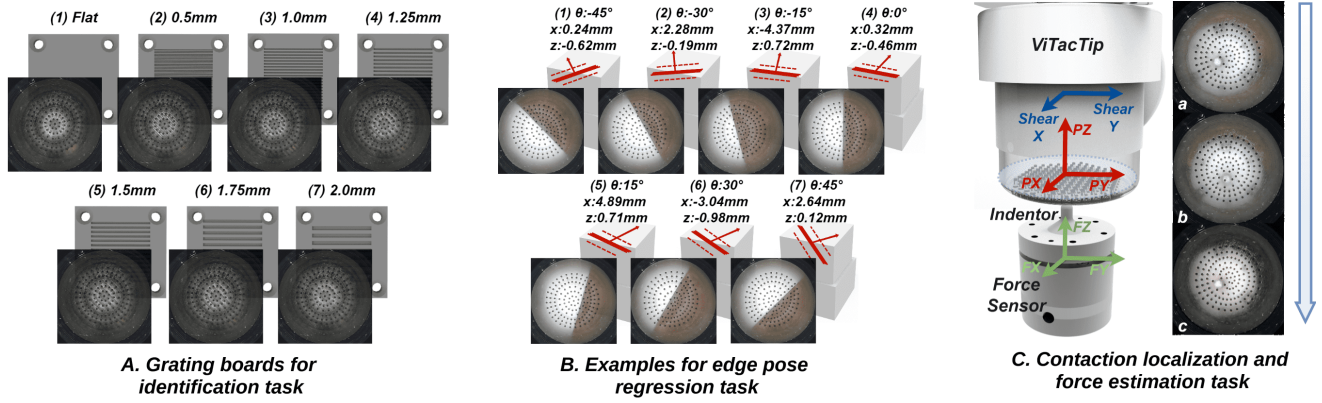 (1) Flat
(2) 0.5mm
(3) 1.0mm
(4) 1.25mm
(5) 1.5mm
(6) 1.75mm
(7) 2.0mm
A. Grating boards for
identification task
(1) θ:-45°
x:0.24mm
z:-0.62mm
(2) θ:-30°
x:2.28mm
z:-0.19mm
(3) θ:-15°
x:-4.37mm
z:0.72mm
(4) θ:0°
x:0.32mm
z:-0.46mm
(5) θ:15°
x:4.89mm
z:0.71mm
(6) θ:30°
x:-3.04mm
z:-0.98mm
(7) θ:45°
x:2.64mm
z:0.12mm
B. Examples for edge pose
regression task
ViTacTip
Shear
X
Shear
Y
PZ
PX
PY
Indentor
FZ
FX
FY
Force
Sensor
a
b
c
C. Contaction localization and
force estimation task